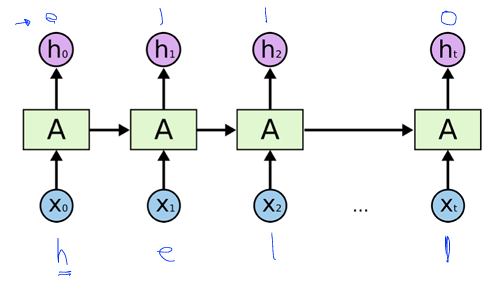 → e l l o
h₀ h₁ h₂ hₜ
A A A A
x₀ x₁ x₂ ... xₜ
h e l l